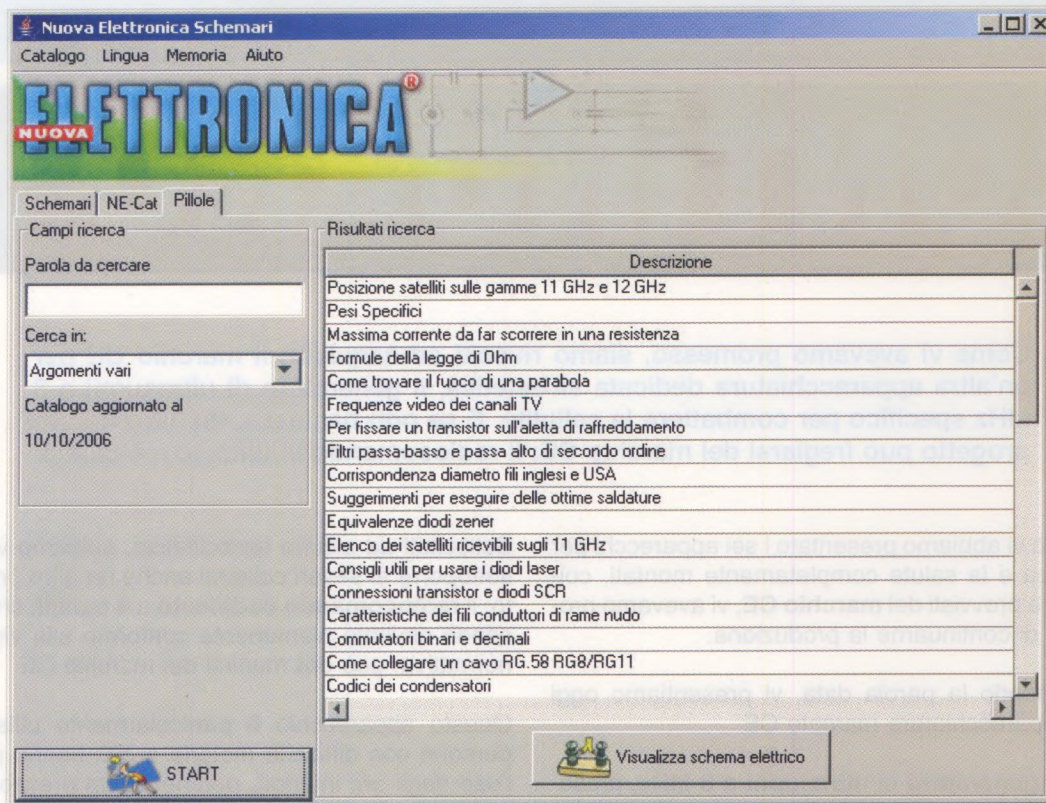 Nuova Elettronica Schemari
Catalogo Lingua Memoria Aiuto
NUOVA ELETTRONICA®
Schemari NE-Cat Pillole
Campi ricerca
Parola da cercare
Cerca in:
Argomenti vari
Catalogo aggiornato al
10/10/2006
START
Risultati ricerca
Descrizione
Posizione satelliti sulle gamme 11 GHz e 12 GHz
Pesi Specifici
Massima corrente da far scorrere in una resistenza
Formule della legge di Ohm
Come trovare il fuoco di una parabola
Frequenze video dei canali TV
Per fissare un transistor sull'aletta di raffreddamento
Filtri passa-basso e passa alto di secondo ordine
Corrispondenza diametro fili inglesi e USA
Suggerimenti per eseguire delle ottime saldature
Equivalenze diodi zener
Elenco dei satelliti ricevibili sugli 11 GHz
Consigli utili per usare i diodi laser
Connessioni transistor e diodi SCR
Caratteristiche dei fili conduttori di rame nudo
Commutatori binari e decimali
Come collegare un cavo RG.58 RG8/RG11
Codici dei condensatori
Visualizza schema elettrico